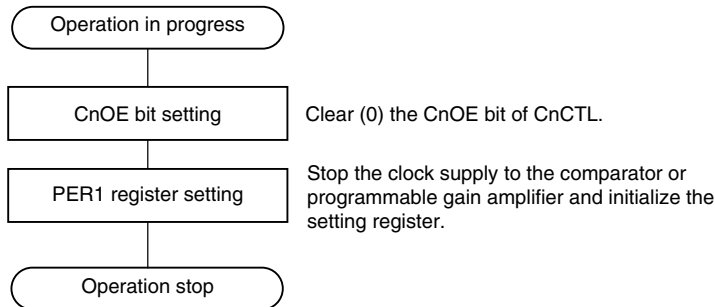 Operation in progress
CnOE bit setting
Clear (0) the CnOE bit of CnCTL.
PER1 register setting
Stop the clock supply to the comparator or
programmable gain amplifier and initialize the
setting register.
Operation stop